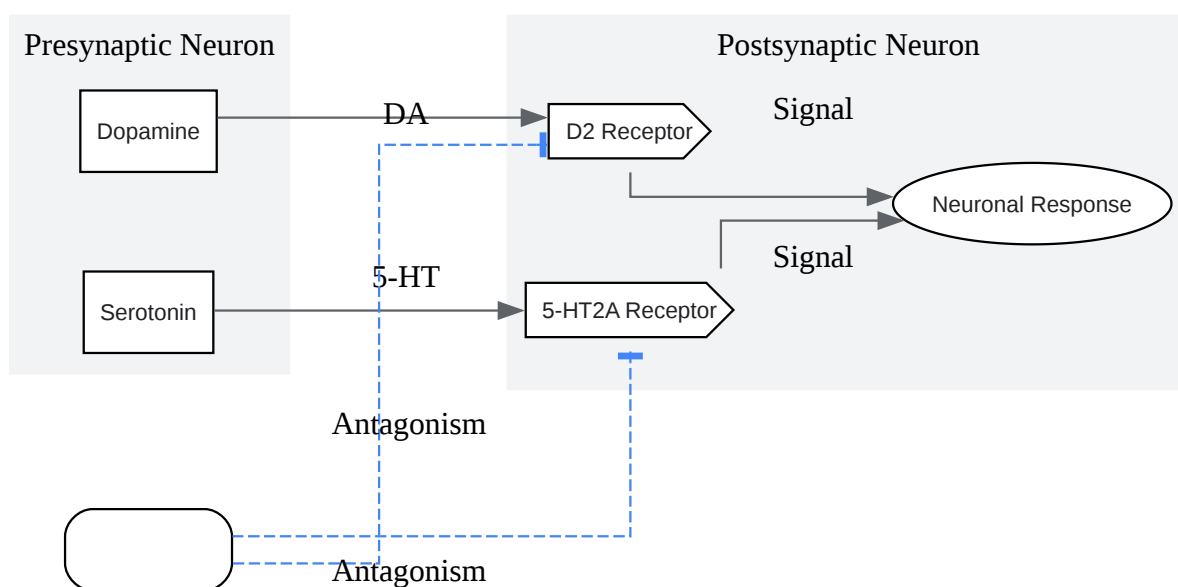 Presynaptic Neuron
Postsynaptic Neuron
Dopamine
DA
D2 Receptor
Signal
Neuronal Response
Signal
5-HT
Serotonin
5-HT2A Receptor
Antagonism
Antagonism